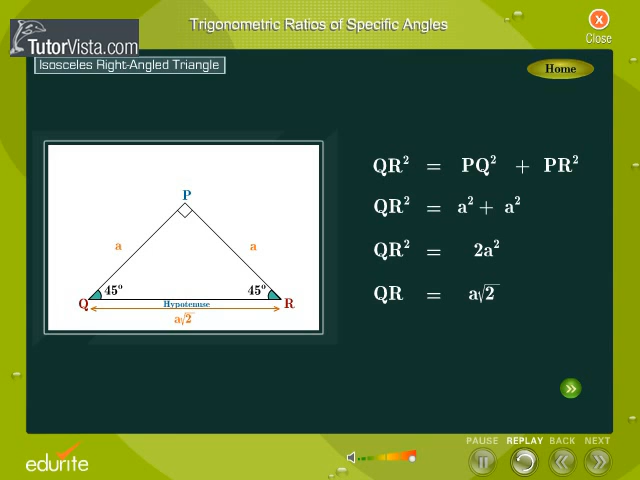 Trigonometric Ratios of Specific Angles
X
Close
TutorVista.com
Isosceles Right-Angled Triangle
Home
QR² = PQ² + PR²
QR² = a² + a²
QR² = 2a²
QR = a√2
P
a a
45° 45°
Q Hypotenuse R
a√2
PAUSE REPLAY BACK NEXT
edurite